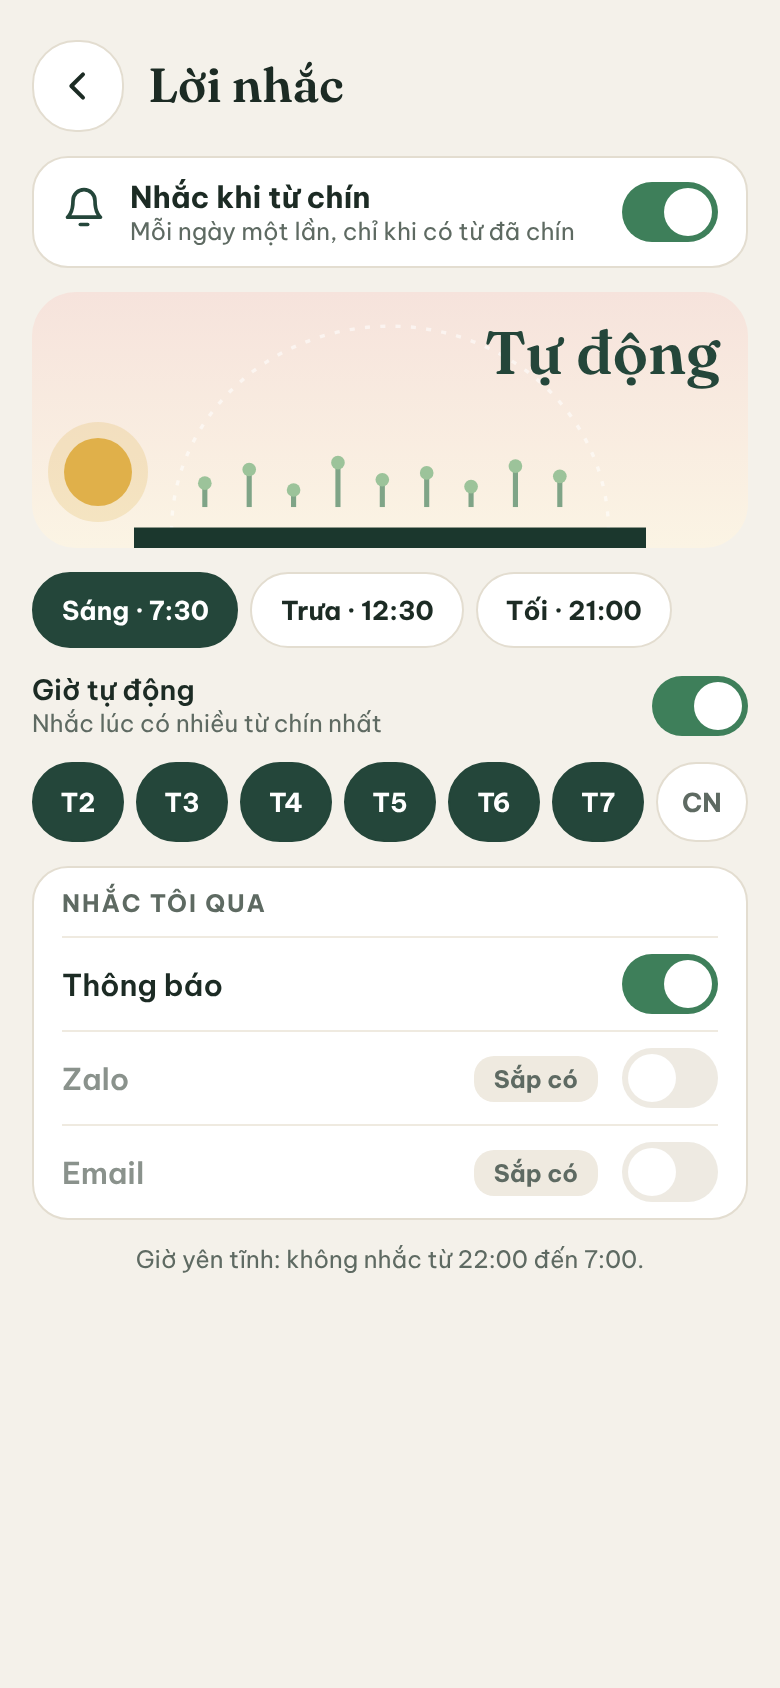 Lời nhắc
Nhắc khi từ chín
Mỗi ngày một lần, chỉ khi có từ đã chín
Tự động
Sáng · 7:30
Trưa · 12:30
Tối · 21:00
Giờ tự động
Nhắc lúc có nhiều từ chín nhất
T2
T3
T4
T5
T6
T7
CN
NHẮC TÔI QUA
Thông báo
Zalo
Sắp có
Email
Sắp có
Giờ yên tĩnh: không nhắc từ 22:00 đến 7:00.